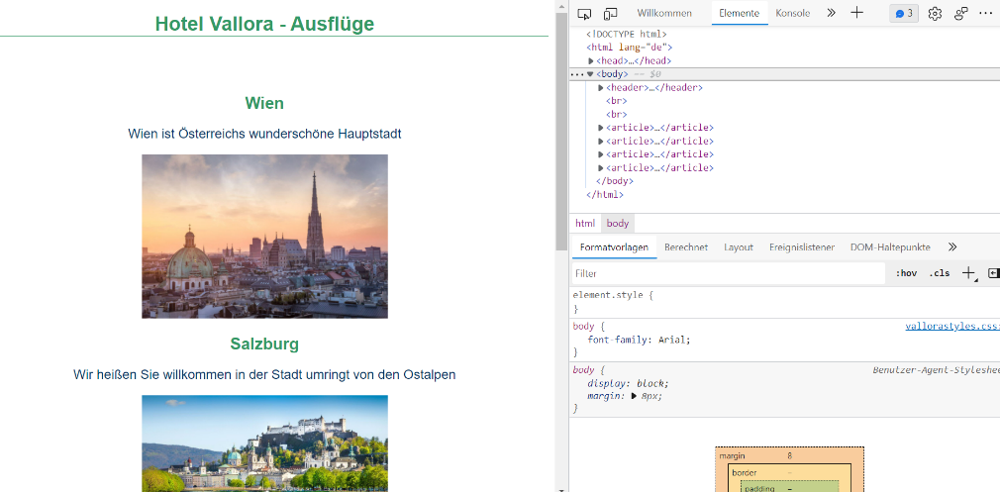 Hotel Vallora - Ausflüge
Wien
Wien ist Österreichs wunderschöne Hauptstadt
Salzburg
Wir heißen Sie willkommen in der Stadt umringt von den Ostalpen
Willkommen Elemente Konsole 3
<!DOCTYPE html>
<html lang="de">
<head>…</head>
<body> == $0
<header>…</header>
<br>
<br>
<article>…</article>
<article>…</article>
<article>…</article>
<article>…</article>
</body>
</html>
html body
Formatvorlagen Berechnet Layout Ereignislistener DOM-Haltepunkte
Filter :hov .cls
element.style {
}
body { vallorastyles.css:
font-family: Arial;
}
body { Benutzer-Agent-Styleshee
display: block;
margin: 8px;
}
margin 8
border -
padding -